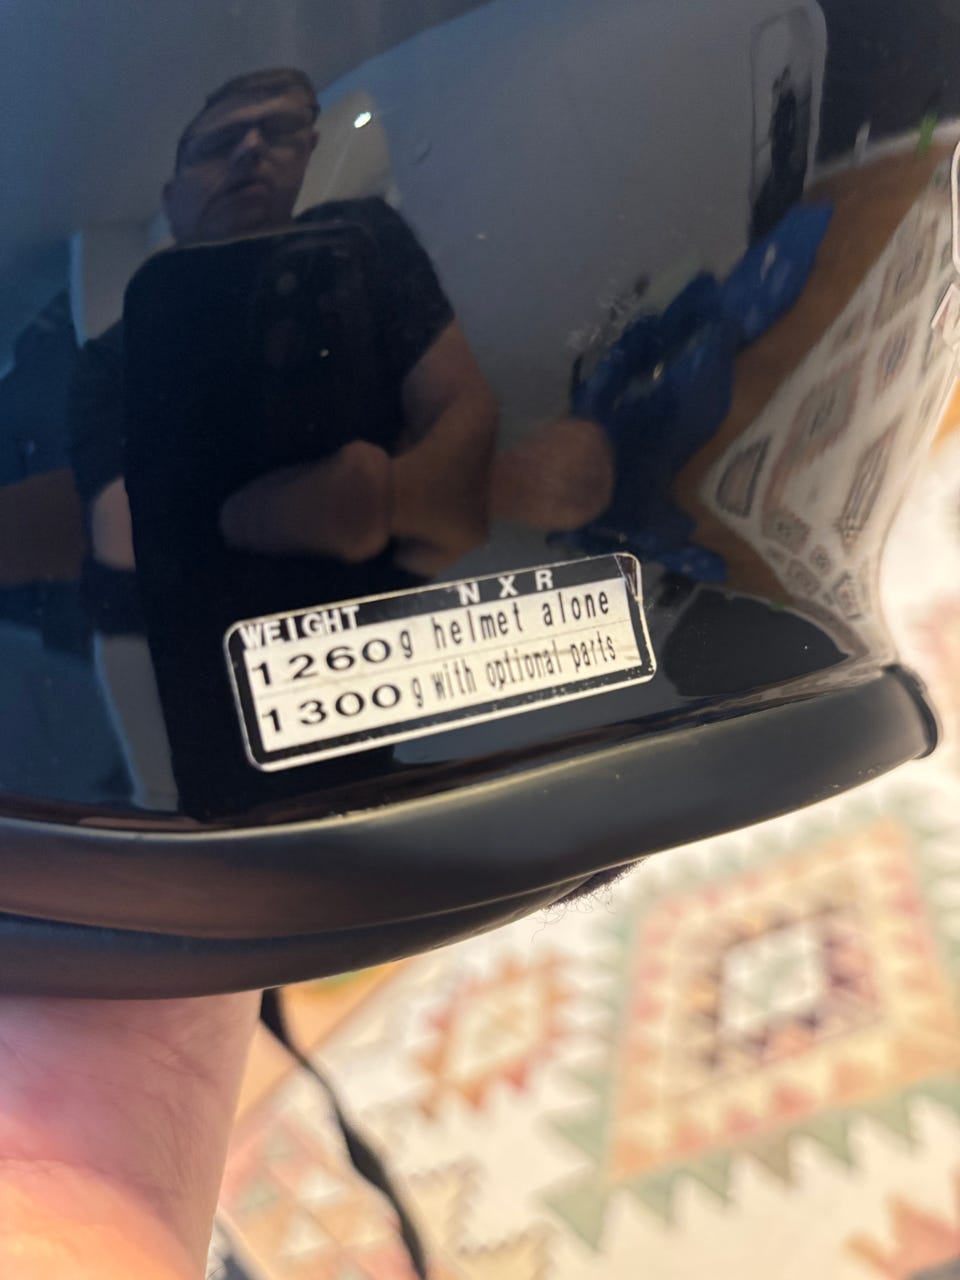 WEIGHT NXR
1260g helmet alone
1300g with optional parts